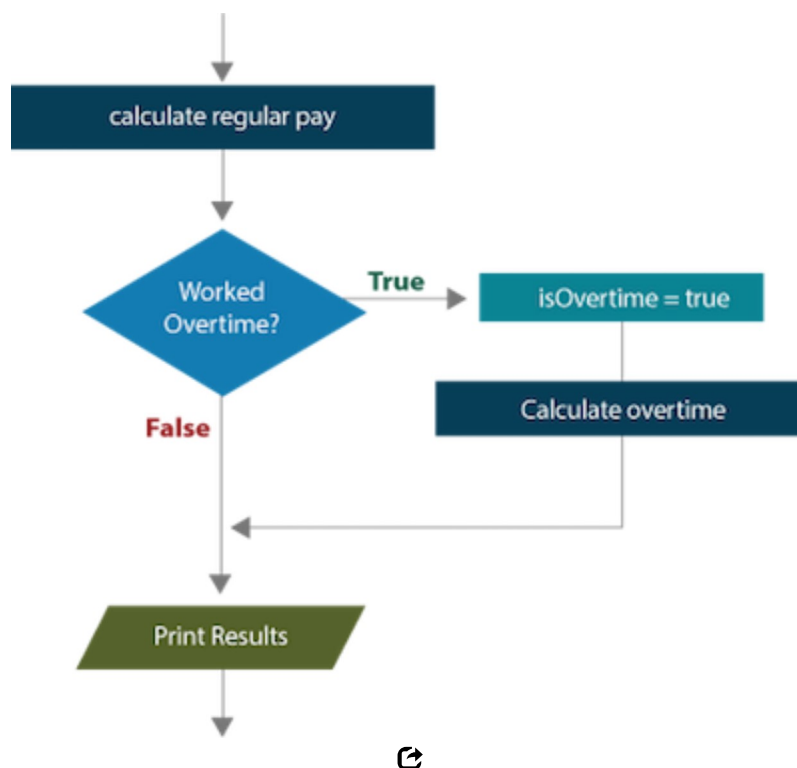 calculate regular pay
Worked
Overtime?
True
isOvertime = true
Calculate overtime
False
Print Results